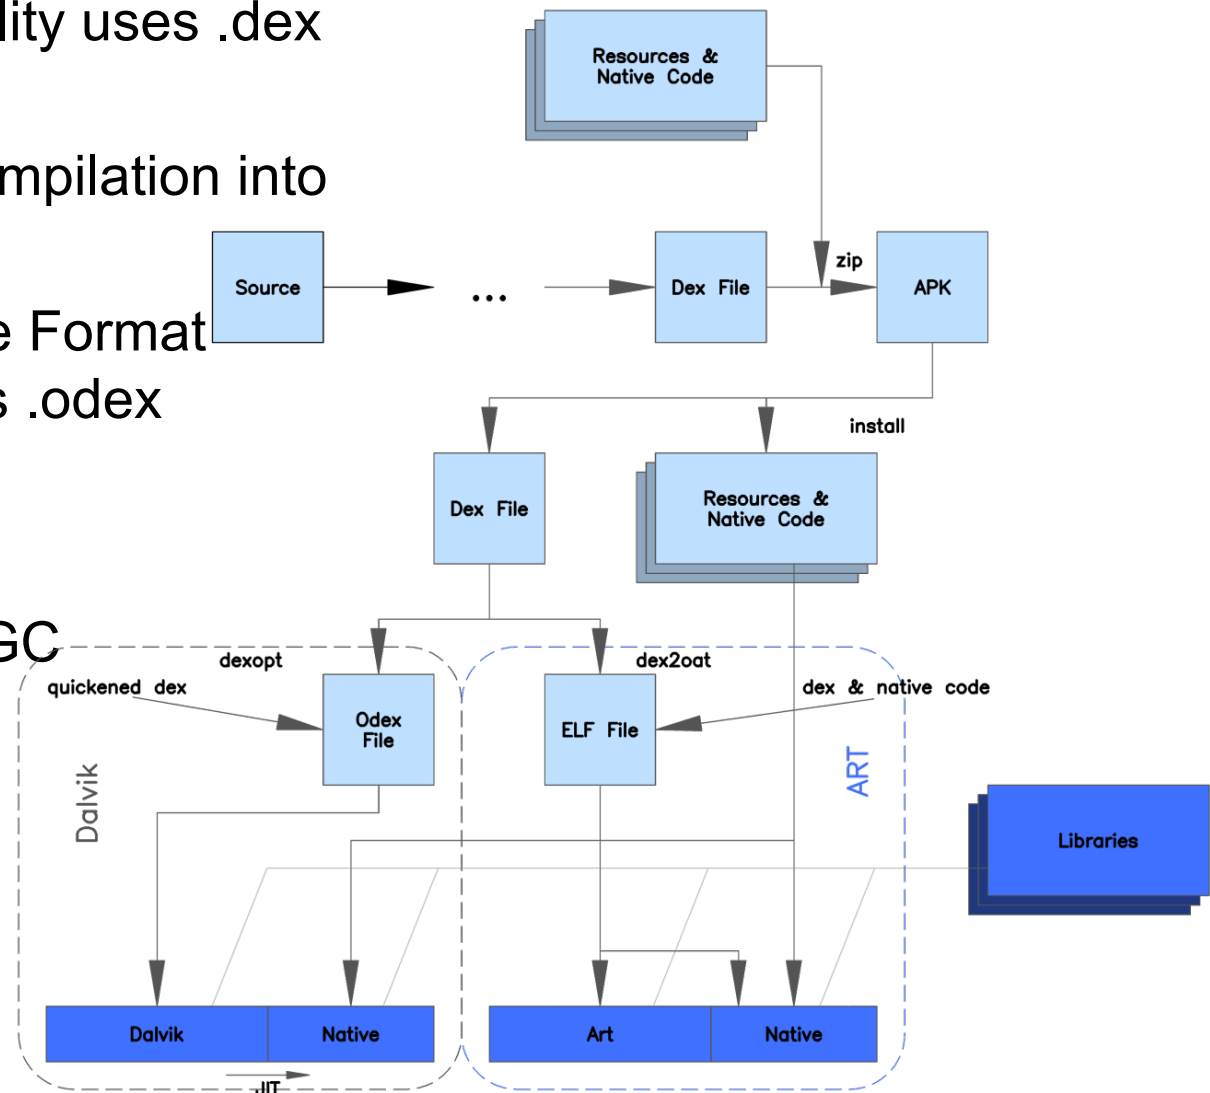 lity uses .dex
mpilation into
e Format
s .odex
GC
Resources &
Native Code
Source
...
Dex File
zip
APK
install
Dex File
Resources &
Native Code
dexopt
dex2oat
quickened dex
dex & native code
Odex
File
ELF File
Dalvik
ART
Libraries
Dalvik
Native
Art
Native
JIT